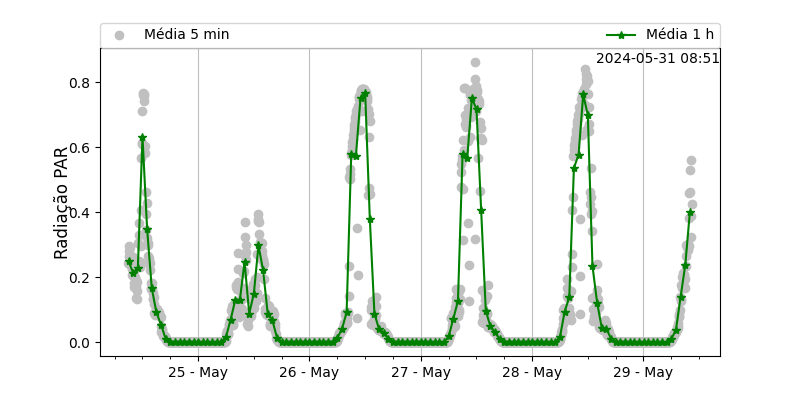 Média 5 min
Média 1 h
2024-05-31 08:51
Radiação PAR
0.8
0.6
0.4
0.2
0.0
25 - May
26 - May
27 - May
28 - May
29 - May